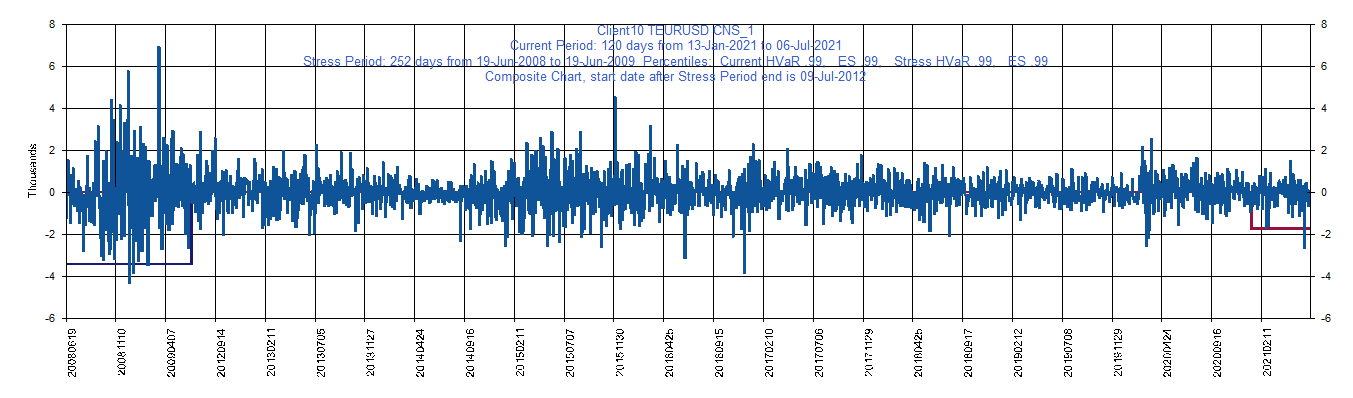 Client10 TEURUSD CNS_1
Current Period: 120 days from 13-Jan-2021 to 06-Jul-2021
Stress Period: 252 days from 19-Jun-2008 to 19-Jun-2009 Percentiles: Current HVaR .99, ES .99, Stress HVaR .99, ES .99
Composite Chart, start date after Stress Period end is 09-Jul-2012
8 8
6 6
4 4
2 2
Thousands
0 0
-2 -2
-4 -4
-6 -6
20080619 20081110 20090407 20120914 20130211 20130705 20131127 20140424 20140916 20150211 20150707 20151130 20160425 20160915 20170210 20170706 20171129 20180425 20180917 20190212 20190708 20191129 20200424 20200916 20210211